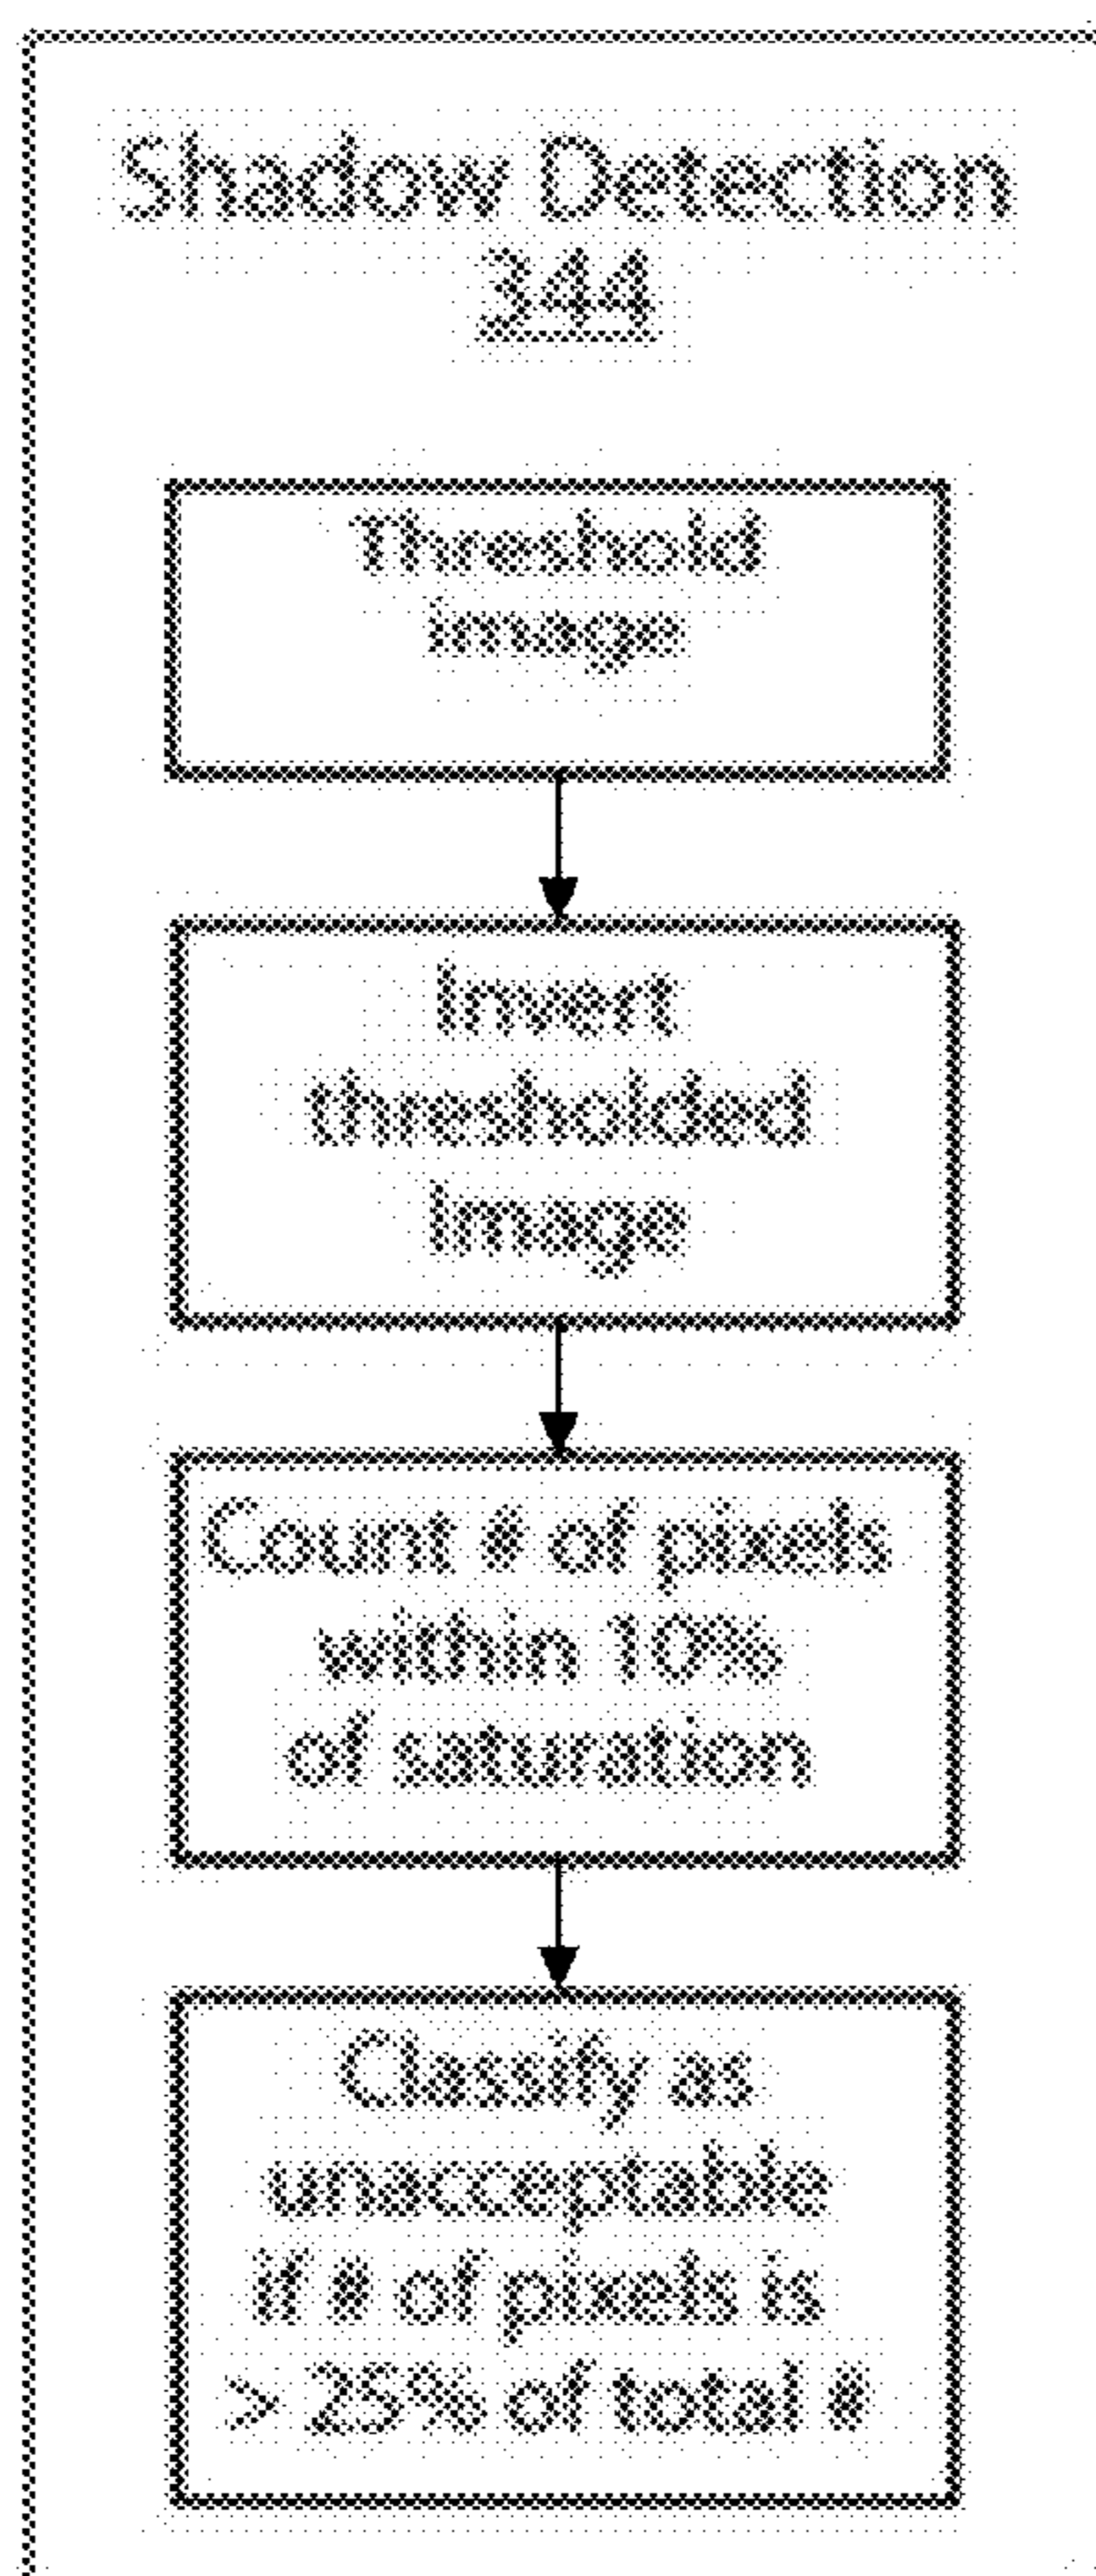 Shadow Detection
344
Threshold
image
Invert
thresholded
Image
Count # of pixels
within 10%
of saturation
Classify as
unacceptable
if # of pixels is
> 25% of total #